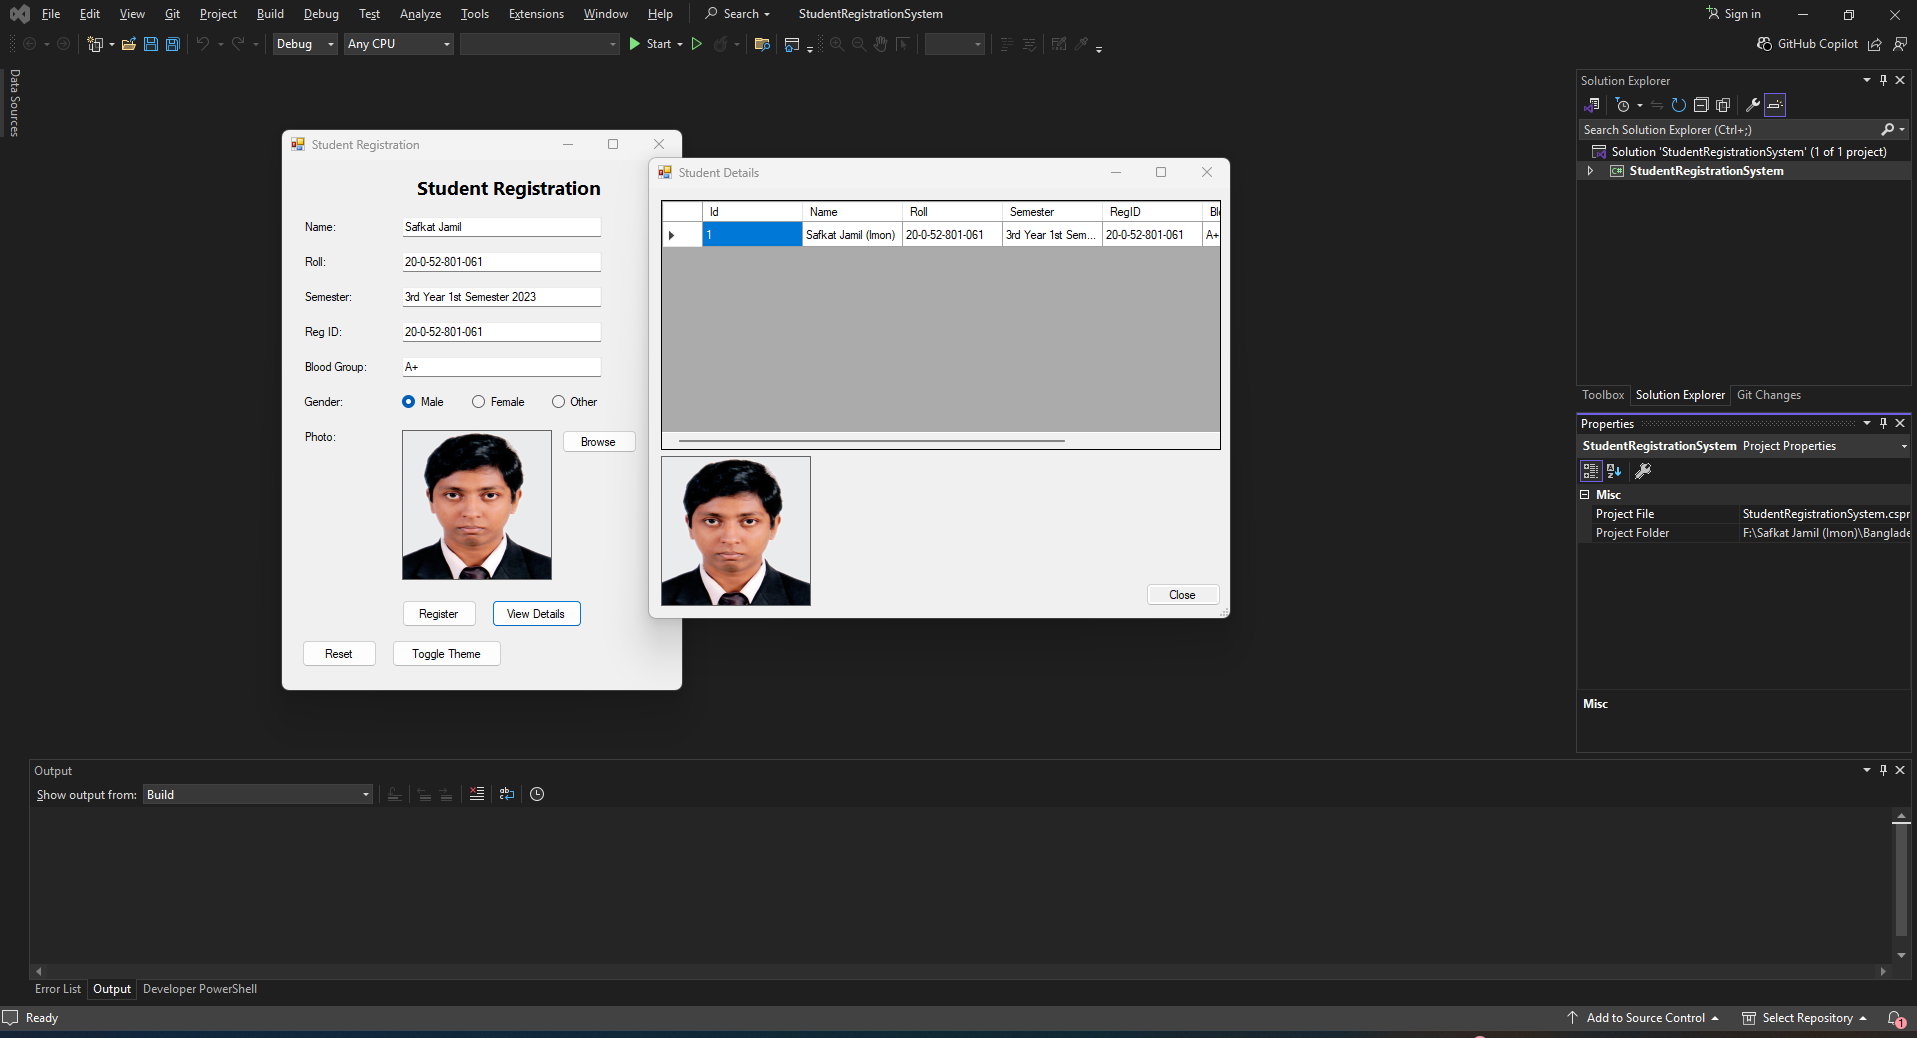 File Edit View Git Project Build Debug Test Analyze Tools Extensions Window Help Search StudentRegistrationSystem Sign in
Debug Any CPU Start GitHub Copilot
Data Sources
Student Registration
Student Registration
Name: Safkat Jamil
Roll: 20-0-52-801-061
Semester: 3rd Year 1st Semester 2023
Reg ID: 20-0-52-801-061
Blood Group: A+
Gender: Male Female Other
Photo: Browse
Register View Details
Reset Toggle Theme
Student Details
Id Name Roll Semester RegID Bl
1 Safkat Jamil (Imon) 20-0-52-801-061 3rd Year 1st Sem... 20-0-52-801-061 A+
Close
Solution Explorer
Search Solution Explorer (Ctrl+;)
Solution 'StudentRegistrationSystem' (1 of 1 project)
C# StudentRegistrationSystem
Toolbox Solution Explorer Git Changes
Properties
StudentRegistrationSystem Project Properties
Misc
Project File StudentRegistrationSystem.cspr
Project Folder F:\Safkat Jamil (Imon)\Banglade
Misc
Output
Show output from: Build
Error List Output Developer PowerShell
Ready Add to Source Control Select Repository 1